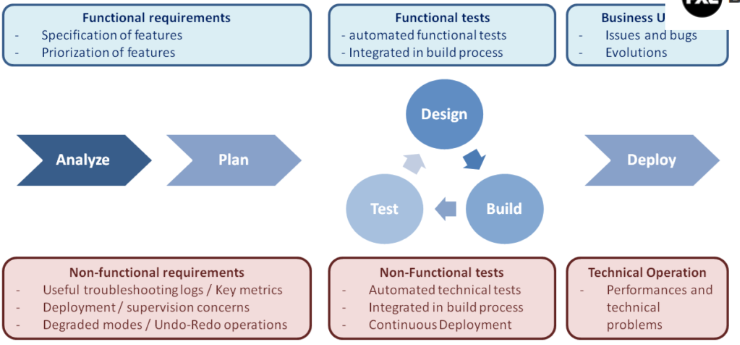 Functional requirements
- Specification of features
- Priorization of features
Functional tests
- automated functional tests
- Integrated in build process
Business
- Issues and bugs
- Evolutions
Analyze
Plan
Design
Build
Test
Deploy
Non-functional requirements
- Useful troubleshooting logs / Key metrics
- Deployment / supervision concerns
- Degraded modes / Undo-Redo operations
Non-Functional tests
- Automated technical tests
- Integrated in build process
- Continuous Deployment
Technical Operation
- Performances and
technical
problems